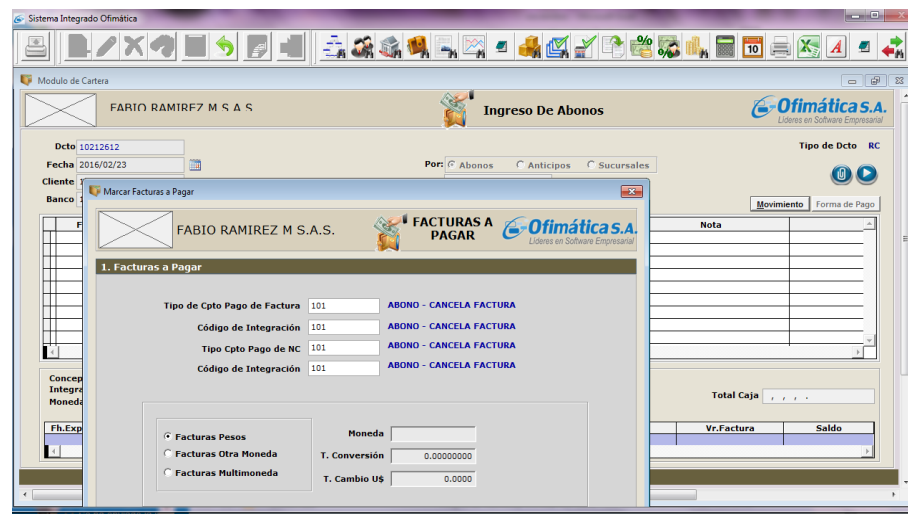 Sistema Integrado Ofimática
10
A
Modulo de Cartera
FABIO RAMIREZ M S A S
Ingreso De Abonos
Ofimática S.A.
Líderes en Software Empresarial
Dcto 10212612
Tipo de Dcto RC
Fecha 2016/02/23
Por: Abonos Anticipos Sucursales
Cliente
Banco
Movimiento Forma de Pago
Nota
Marcar Facturas a Pagar
FABIO RAMIREZ M S.A.S.
FACTURAS A PAGAR
Ofimática S.A.
Líderes en Software Empresarial
1. Facturas a Pagar
Tipo de Cpto Pago de Factura 101 ABONO - CANCELA FACTURA
Código de Integración 101 ABONO - CANCELA FACTURA
Tipo Cpto Pago de NC 101 ABONO - CANCELA FACTURA
Código de Integración 101 ABONO - CANCELA FACTURA
Total Caja , , .
Fh.Exp
Vr.Factura Saldo
Facturas Pesos
Facturas Otra Moneda
Facturas Multimoneda
Moneda
T. Conversión 0.00000000
T. Cambio U$ 0.0000